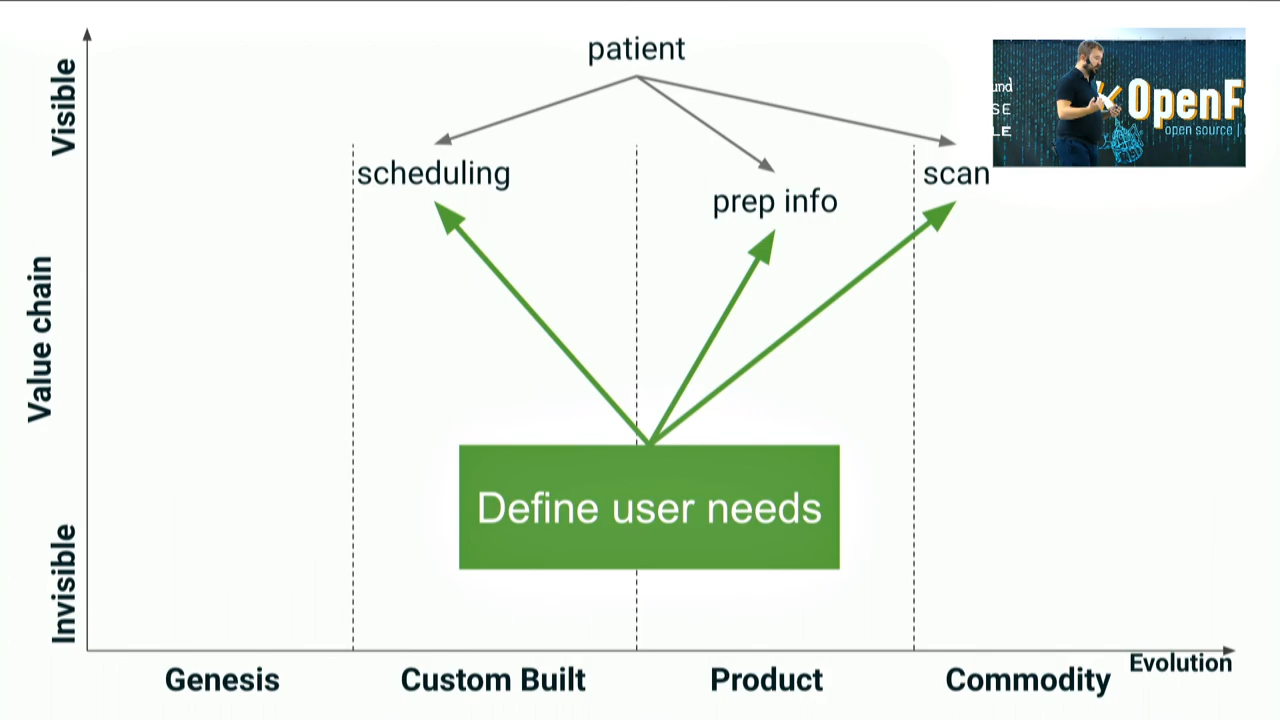 patient
scheduling
prep info
scan
Define user needs
Visible
Value chain
Invisible
Genesis
Custom Built
Product
Commodity
Evolution
open source